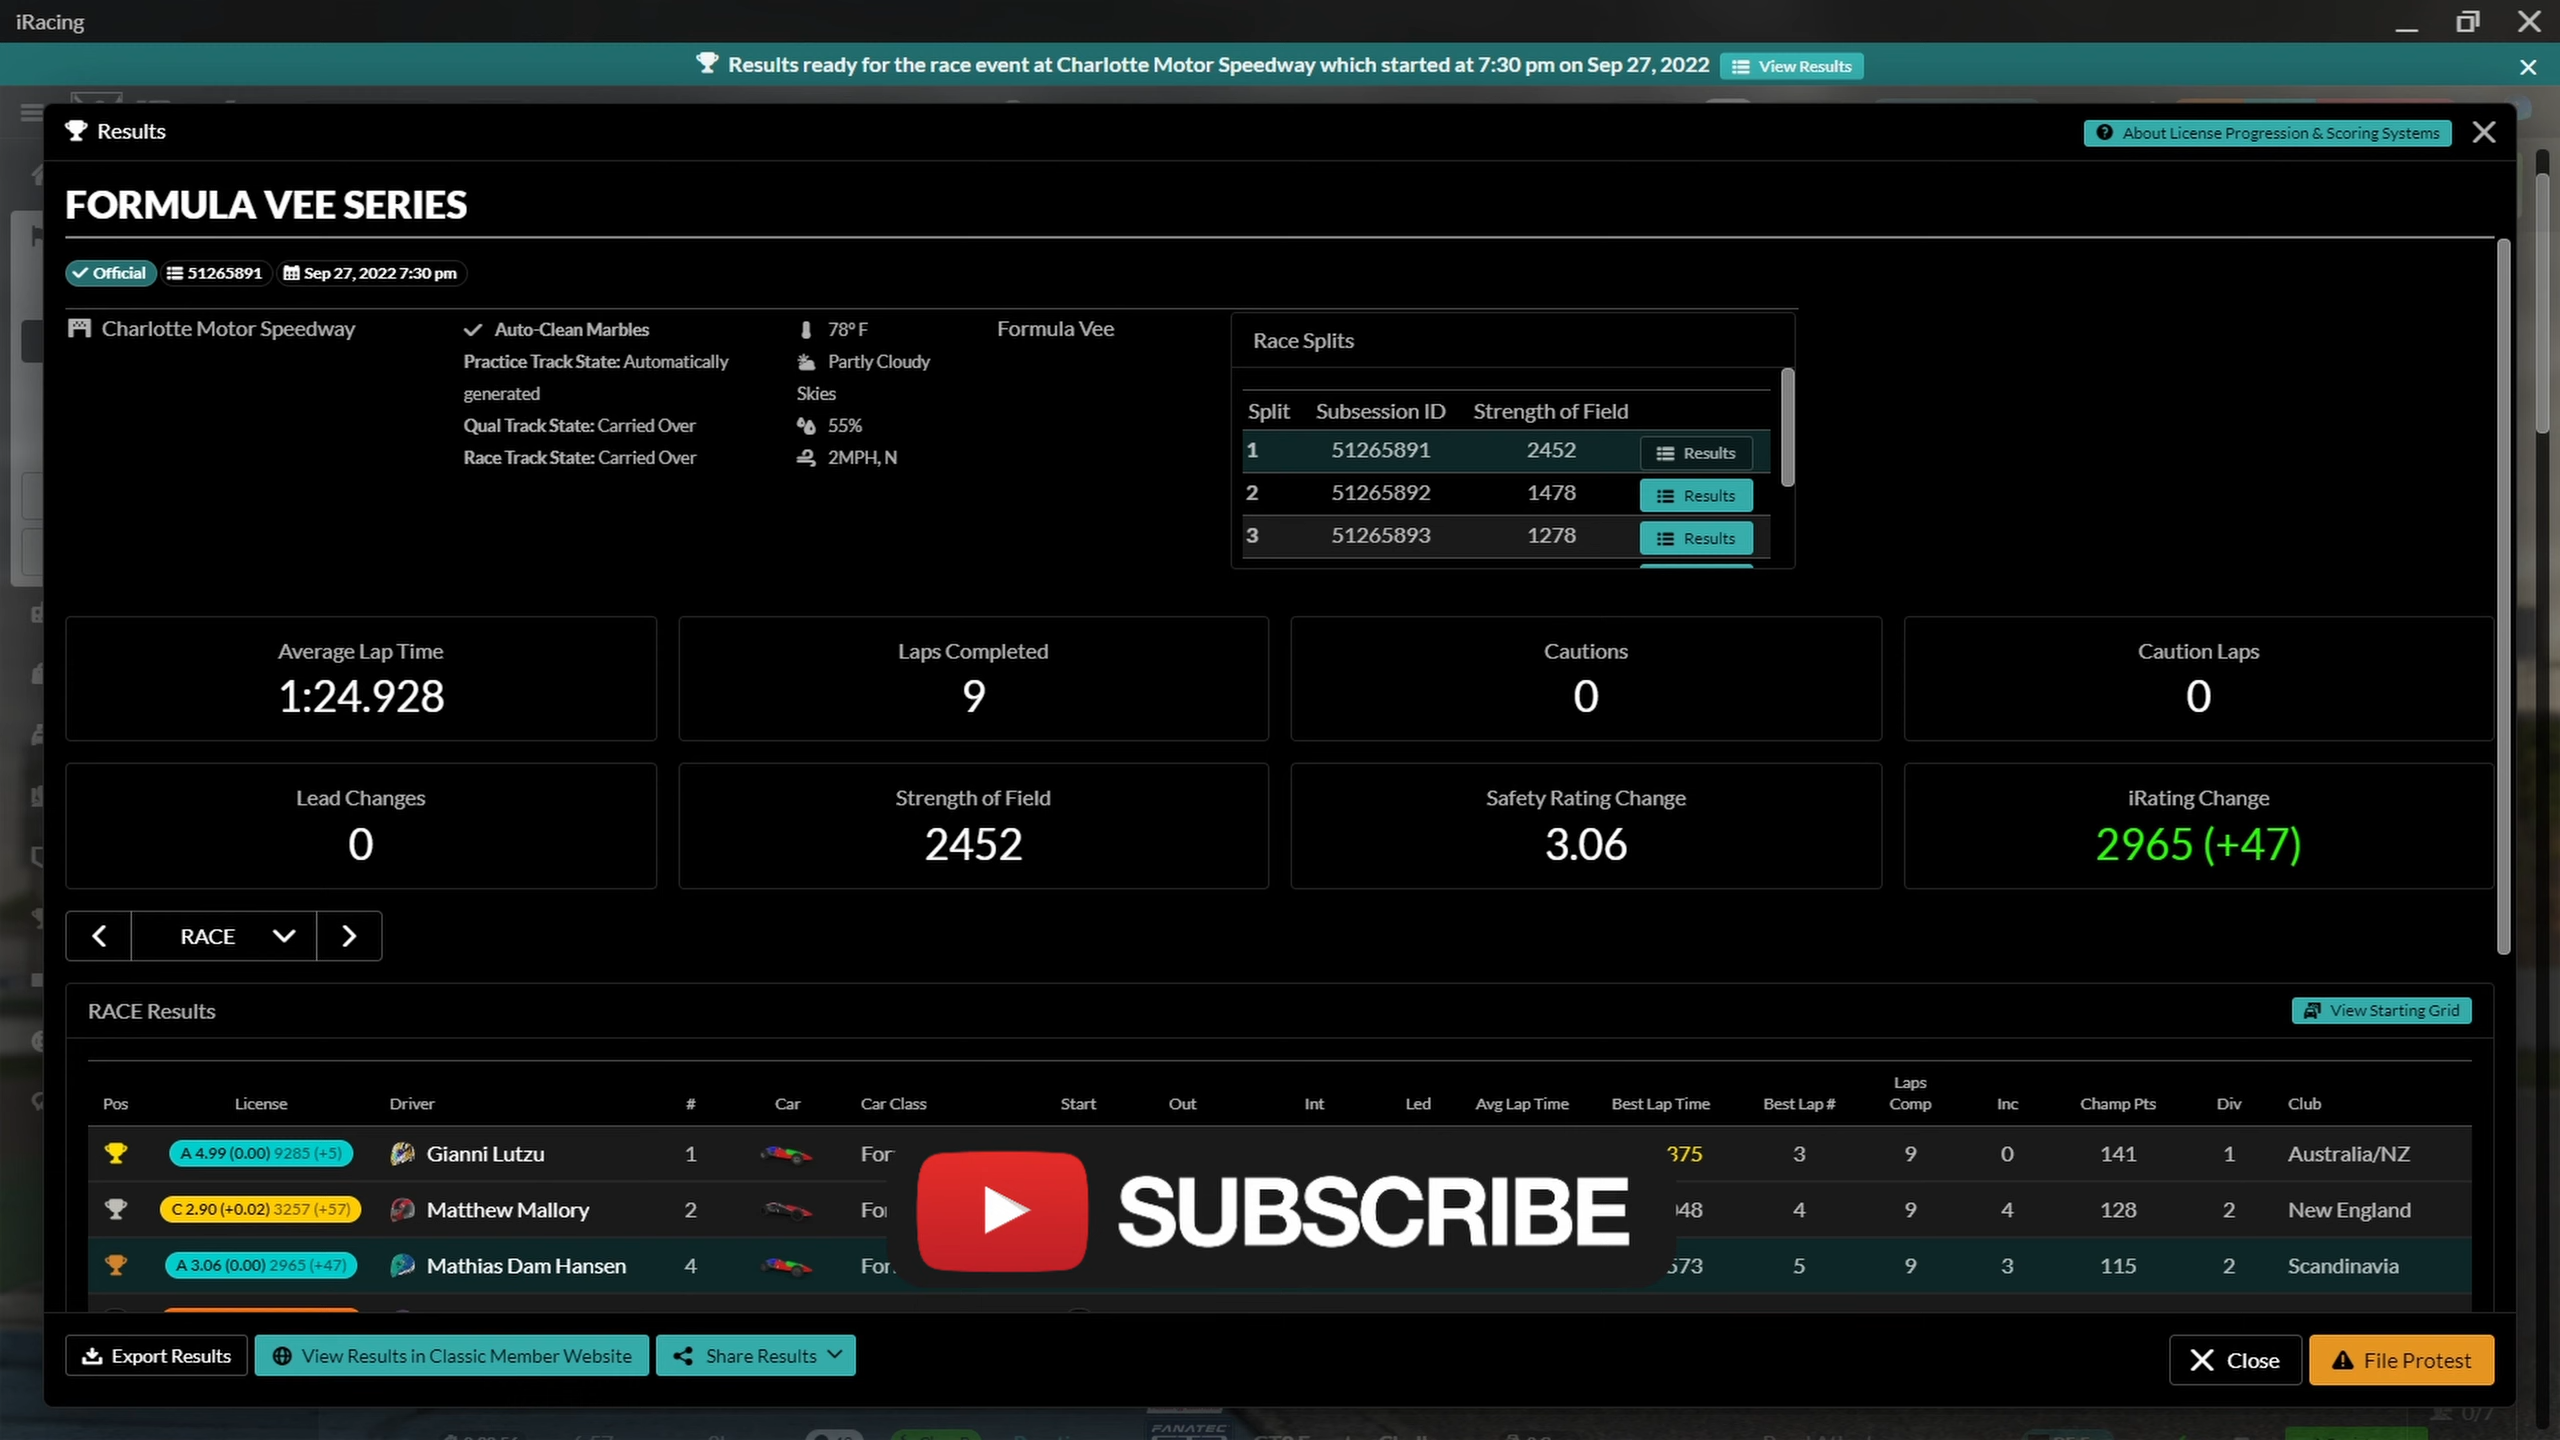 iRacing
Results ready for the race event at Charlotte Motor Speedway which started at 7:30 pm on Sep 27, 2022 View Results
Results About License Progression & Scoring Systems
FORMULA VEE SERIES
Official 51265891 Sep 27, 2022 7:30 pm
Charlotte Motor Speedway
Auto-Clean Marbles
Practice Track State: Automatically
generated
Qual Track State: Carried Over
Race Track State: Carried Over
78° F
Partly Cloudy
Skies
55%
2MPH, N
Formula Vee
Race Splits
Split Subsession ID Strength of Field
1 51265891 2452 Results
2 51265892 1478 Results
3 51265893 1278 Results
Average Lap Time
1:24.928
Laps Completed
9
Cautions
0
Caution Laps
0
Lead Changes
0
Strength of Field
2452
Safety Rating Change
3.06
iRating Change
2965 (+47)
RACE
RACE Results View Starting Grid
Pos License Driver # Car Car Class Start Out Int Led Avg Lap Time Best Lap Time Best Lap # Laps Comp Inc Champ Pts Div Club
A 4.99 (0.00) 9285 (+5) Gianni Lutzu 1 For 375 3 9 0 141 1 Australia/NZ
C 2.90 (+0.02) 3257 (+57) Matthew Mallory 2 For 48 4 9 4 128 2 New England
A 3.06 (0.00) 2965 (+47) Mathias Dam Hansen 4 For 573 5 9 3 115 2 Scandinavia
SUBSCRIBE
Export Results View Results in Classic Member Website Share Results Close File Protest
FANATEC